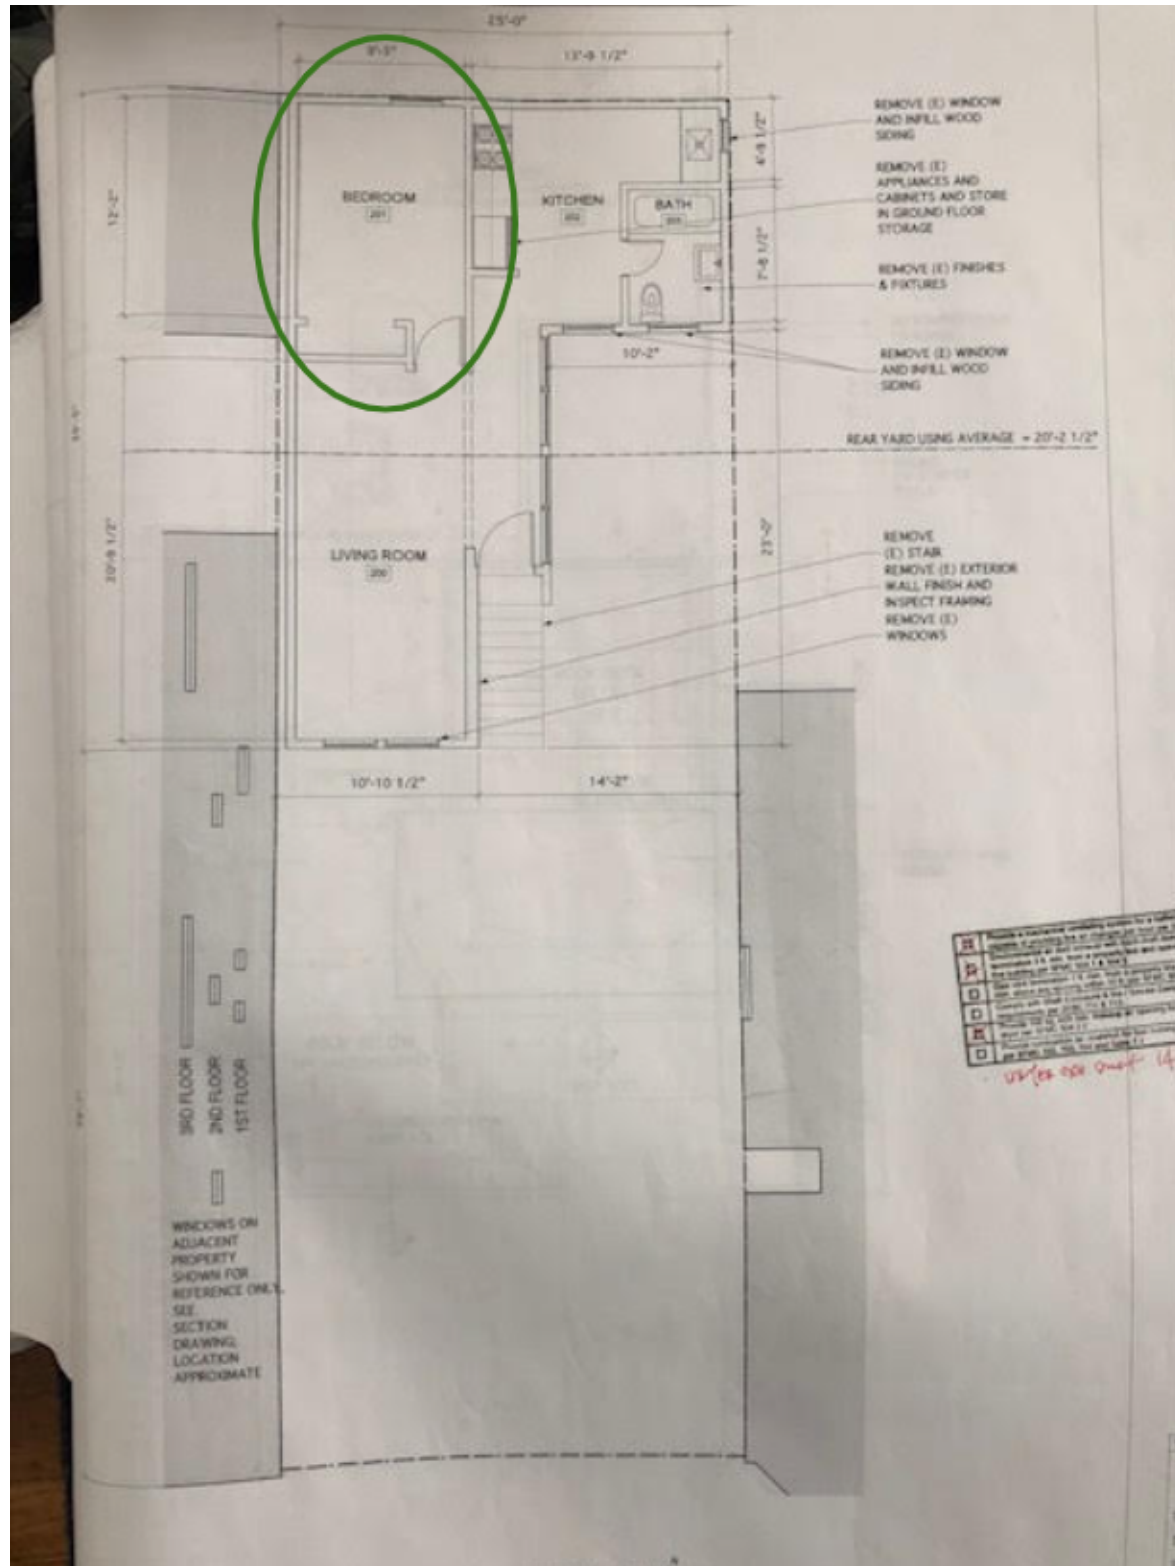 25'-0"
9'-3"
13'-9 1/2"
REMOVE (E) WINDOW
AND INFILL WOOD
SIDING
4'-9 1/2"
REMOVE (E)
APPLIANCES AND
CABINETS AND STORE
IN GROUND FLOOR
STORAGE
12'-2"
BEDROOM
201
KITCHEN
202
BATH
7'-8 1/2"
REMOVE (E) FINISHES
& FIXTURES
10'-2"
REMOVE (E) WINDOW
AND INFILL WOOD
SIDING
REAR YARD USING AVERAGE = 20'-2 1/2"
20'-9 1/2"
LIVING ROOM
200
23'-0"
REMOVE
(E) STAIR
REMOVE (E) EXTERIOR
WALL FINISH AND
INSPECT FRAMING
REMOVE (E)
WINDOWS
10'-10 1/2"
14'-2"
3RD FLOOR
2ND FLOOR
1ST FLOOR
WINDOWS ON
ADJACENT
PROPERTY
SHOWN FOR
REFERENCE ONLY,
SEE
SECTION
DRAWING,
LOCATION
APPROXIMATE